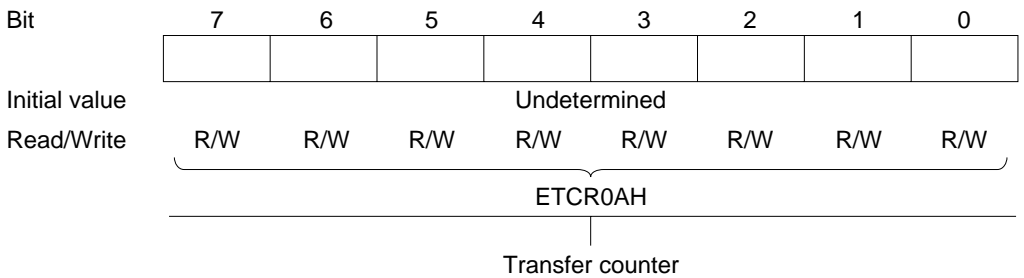 Bit 7 6 5 4 3 2 1 0
Initial value Undetermined
Read/Write R/W R/W R/W R/W R/W R/W R/W R/W
ETCR0AH
Transfer counter